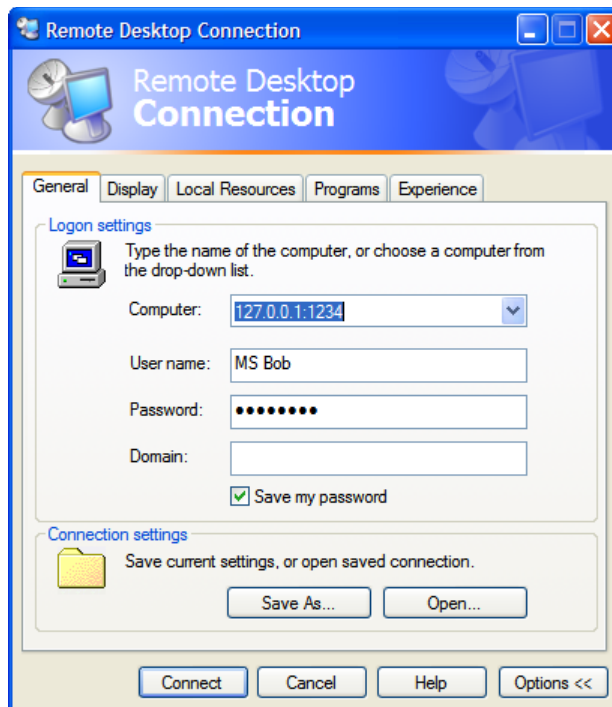 Remote Desktop Connection
Remote Desktop
Connection
General Display Local Resources Programs Experience
Logon settings
Type the name of the computer, or choose a computer from
the drop-down list.
Computer: 127.0.0.1:1234
User name: MS Bob
Password: ••••••••
Domain:
Save my password
Connection settings
Save current settings, or open saved connection.
Save As... Open...
Connect Cancel Help Options <<